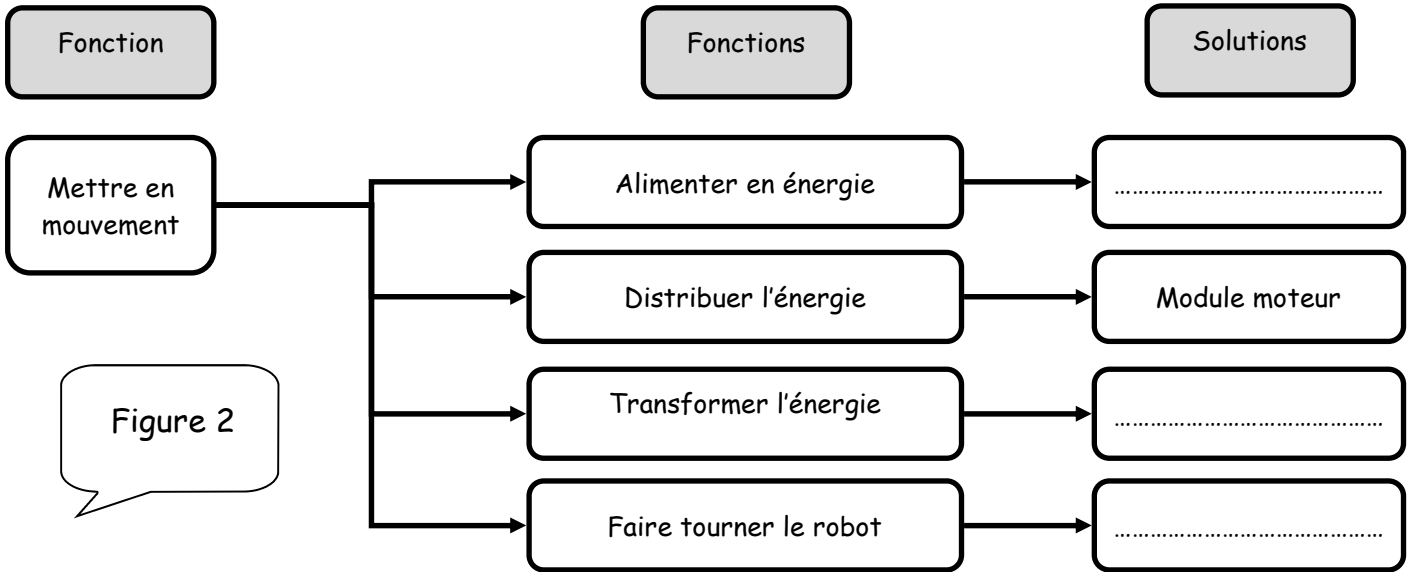 Fonction
Fonctions
Solutions
Mettre en
mouvement
Alimenter en énergie
……………………………………
Distribuer l'énergie
Module moteur
Transformer l'énergie
……………………………………
Faire tourner le robot
……………………………………
Figure 2